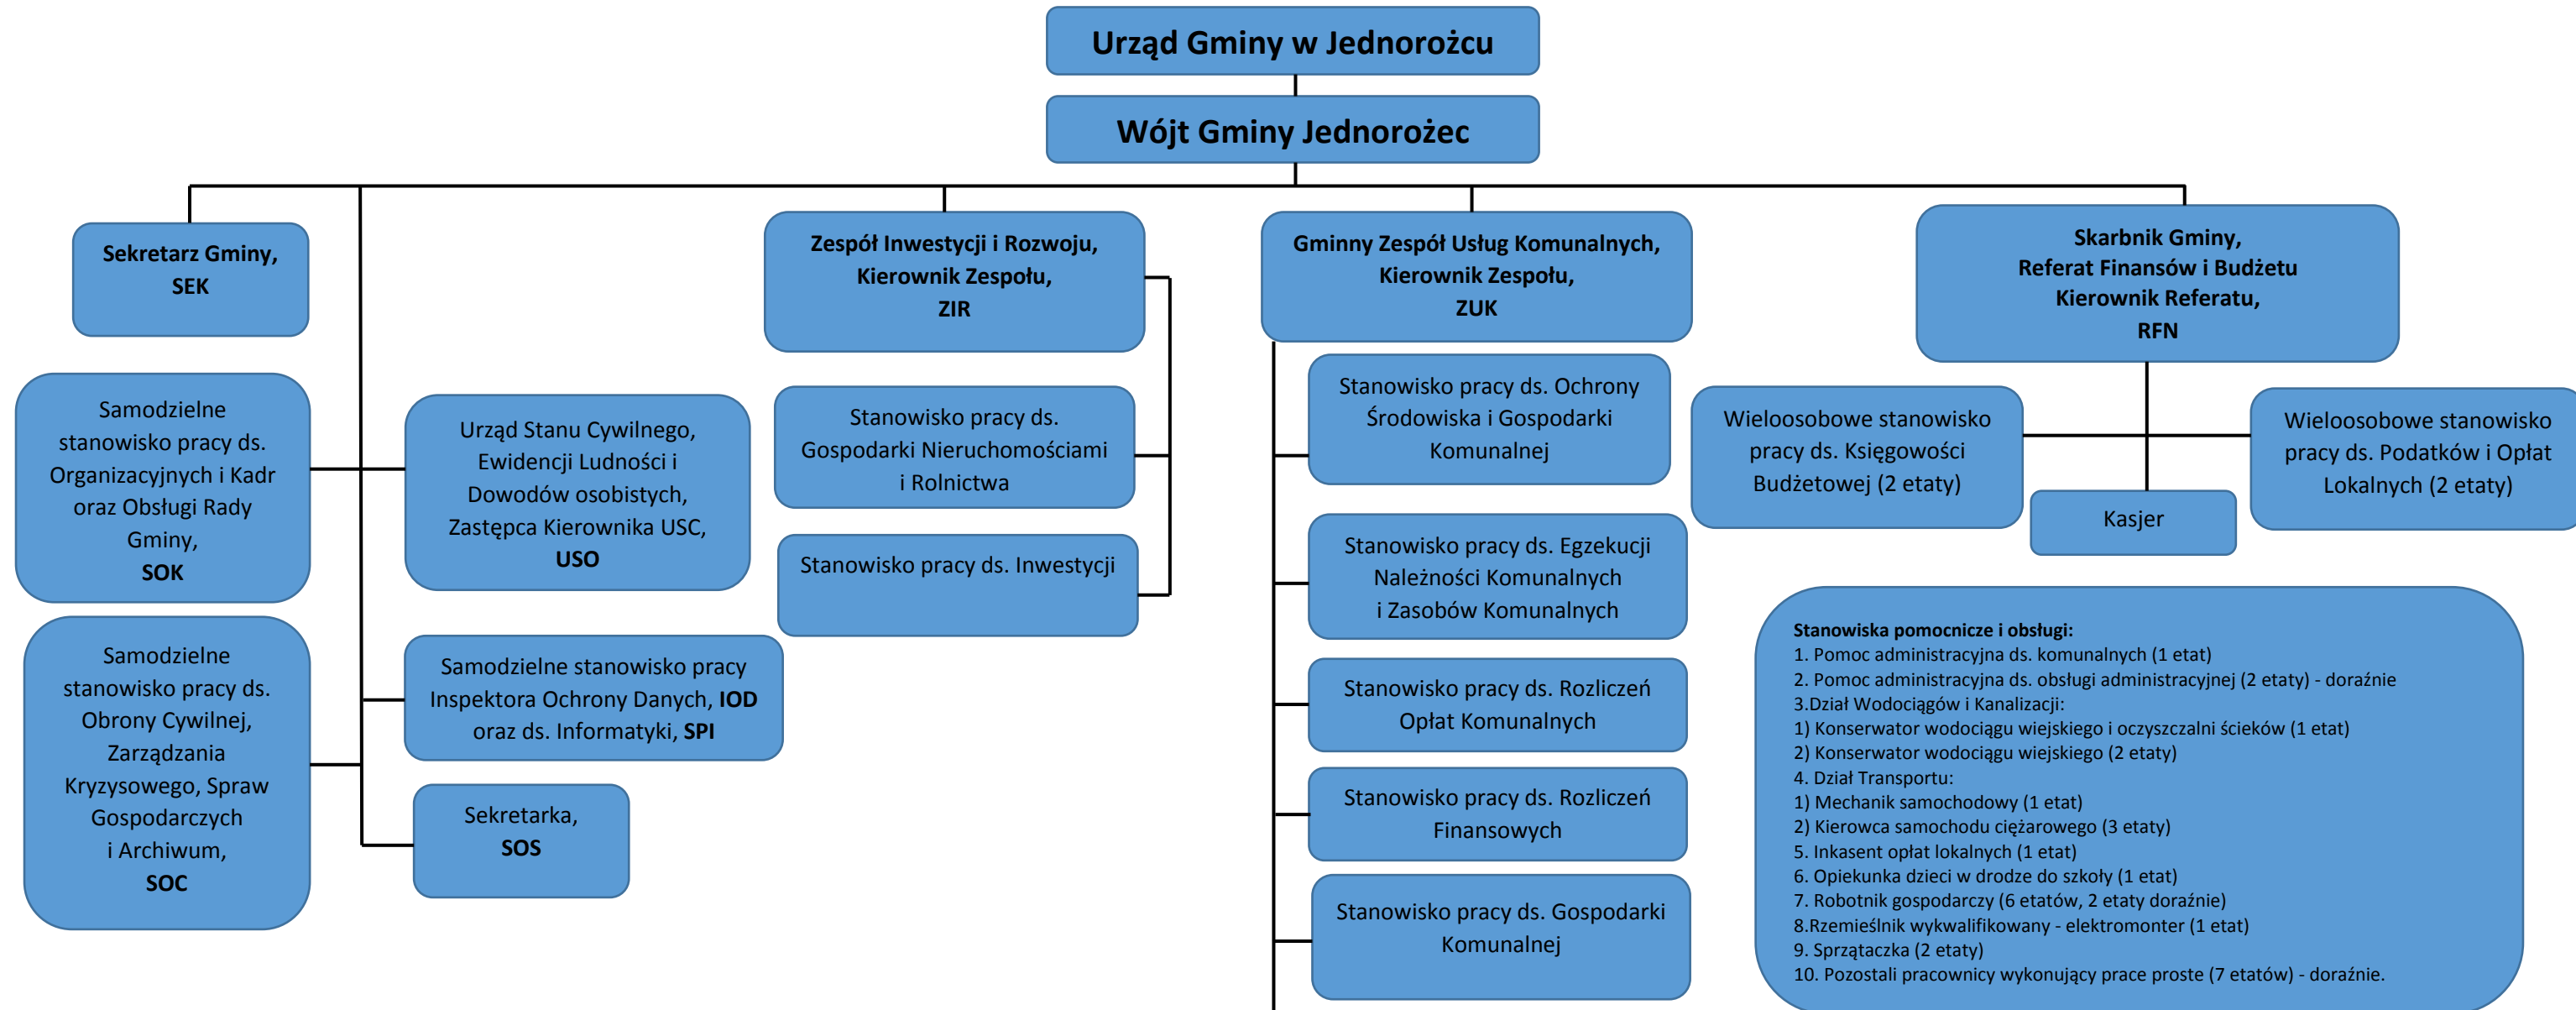 Urząd Gminy w Jednorożcu
Wójt Gminy Jednorożec
Sekretarz Gminy,
SEK
Zespół Inwestycji i Rozwoju,
Kierownik Zespołu,
ZIR
Gminny Zespół Usług Komunalnych,
Kierownik Zespołu,
ZUK
Skarbnik Gminy,
Referat Finansów i Budżetu
Kierownik Referatu,
RFN
Samodzielne
stanowisko pracy ds.
Organizacyjnych i Kadr
oraz Obsługi Rady
Gminy,
SOK
Urząd Stanu Cywilnego,
Ewidencji Ludności i
Dowodów osobistych,
Zastępca Kierownika USC,
USO
Stanowisko pracy ds.
Gospodarki Nieruchomościami
i Rolnictwa
Stanowisko pracy ds. Inwestycji
Stanowisko pracy ds. Ochrony
Środowiska i Gospodarki
Komunalnej
Stanowisko pracy ds. Egzekucji
Należności Komunalnych
i Zasobów Komunalnych
Stanowisko pracy ds. Rozliczeń
Opłat Komunalnych
Stanowisko pracy ds. Rozliczeń
Finansowych
Stanowisko pracy ds. Gospodarki
Komunalnej
Wieloosobowe stanowisko
pracy ds. Księgowości
Budżetowej (2 etaty)
Kasjer
Wieloosobowe stanowisko
pracy ds. Podatków i Opłat
Lokalnych (2 etaty)
Samodzielne
stanowisko pracy ds.
Obrony Cywilnej,
Zarządzania
Kryzysowego, Spraw
Gospodarczych
i Archiwum,
SOC
Samodzielne stanowisko pracy
Inspektora Ochrony Danych, IOD
oraz ds. Informatyki, SPI
Sekretarka,
SOS
Stanowiska pomocnicze i obsługi:
1. Pomoc administracyjna ds. komunalnych (1 etat)
2. Pomoc administracyjna ds. obsługi administracyjnej (2 etaty) - doraźnie
3.Dział Wodociągów i Kanalizacji:
1) Konserwator wodociągu wiejskiego i oczyszczalni ścieków (1 etat)
2) Konserwator wodociągu wiejskiego (2 etaty)
4. Dział Transportu:
1) Mechanik samochodowy (1 etat)
2) Kierowca samochodu ciężarowego (3 etaty)
5. Inkasent opłat lokalnych (1 etat)
6. Opiekunka dzieci w drodze do szkoły (1 etat)
7. Robotnik gospodarczy (6 etatów, 2 etaty doraźnie)
8.Rzemieślnik wykwalifikowany - elektromonter (1 etat)
9. Sprzątaczka (2 etaty)
10. Pozostali pracownicy wykonujący prace proste (7 etatów) - doraźnie.